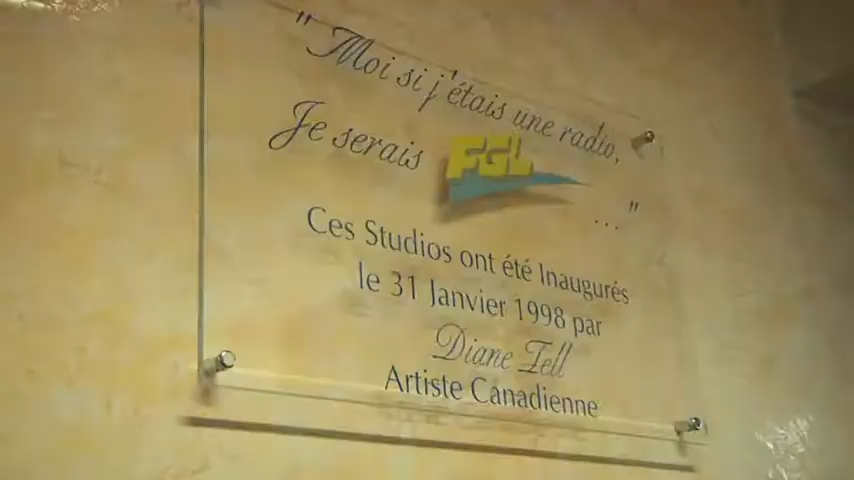 " Moi si j'étais une radio,
Je serais FGL ..."
Ces Studios ont été Inaugurés
le 31 Janvier 1998 par
Diane Tell
Artiste Canadienne